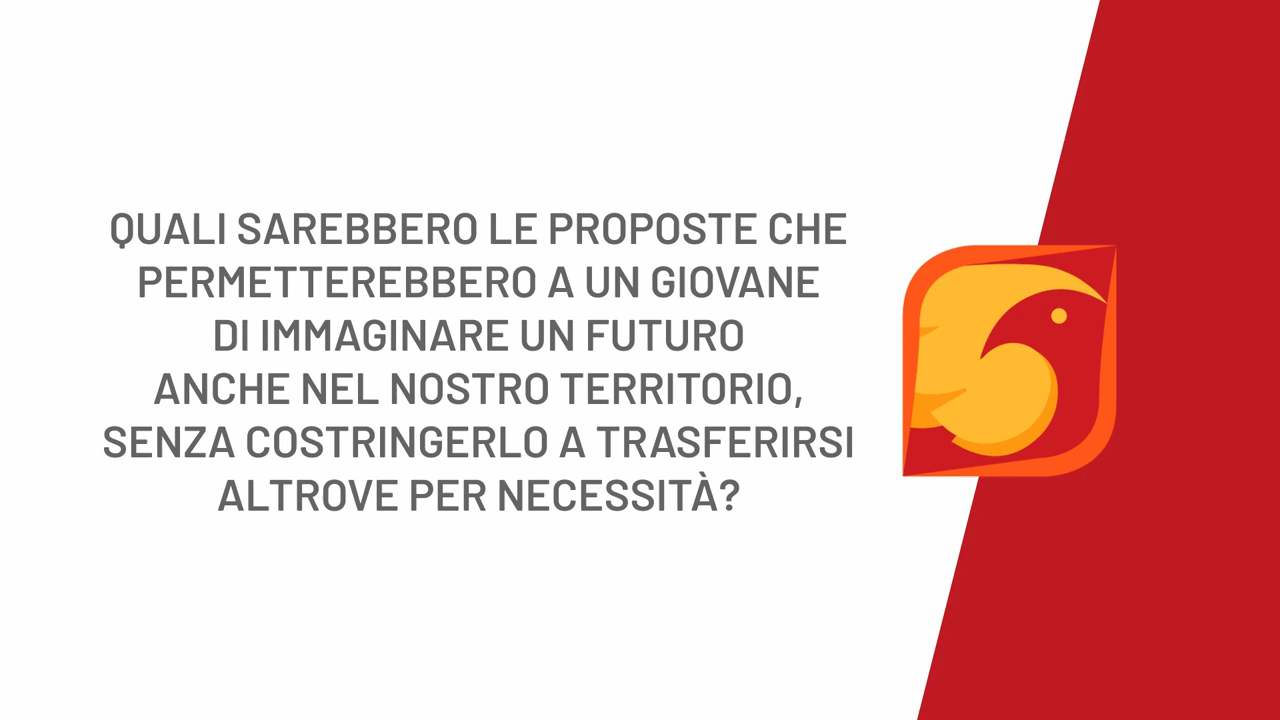 QUALI SAREBBERO LE PROPOSTE CHE
PERMETTEREBBERO A UN GIOVANE
DI IMMAGINARE UN FUTURO
ANCHE NEL NOSTRO TERRITORIO,
SENZA COSTRINGERLO A TRASFERIRSI
ALTROVE PER NECESSITÀ?